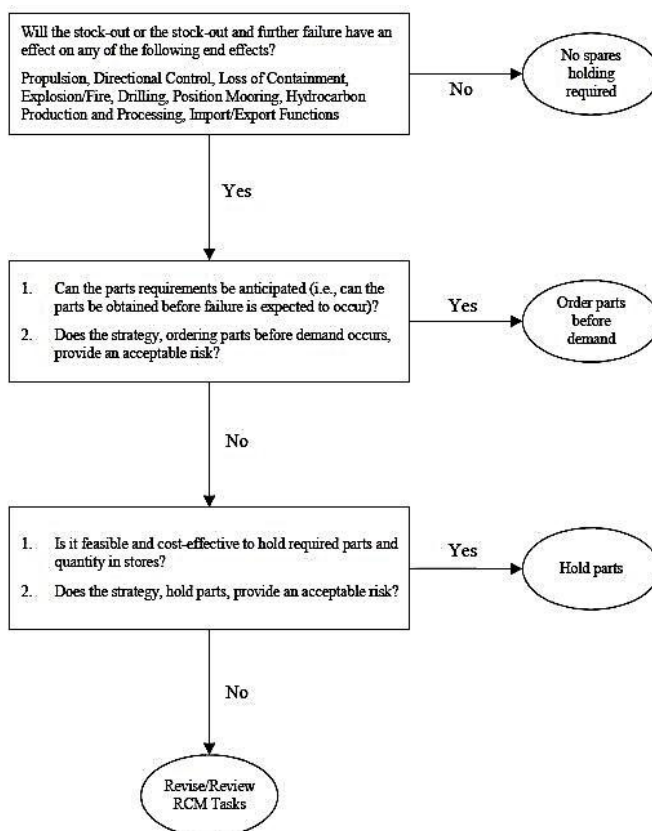 Will the stock-out or the stock-out and further failure have an
effect on any of the following end effects?
Propulsion, Directional Control, Loss of Containment,
Explosion/Fire, Drilling, Position Mooring, Hydrocarbon
Production and Processing, Import/Export Functions
No
No spares
holding
required
Yes
1. Can the parts requirements be anticipated (i.e., can the
parts be obtained before failure is expected to occur)?
2. Does the strategy, ordering parts before demand occurs,
provide an acceptable risk?
Yes
Order parts
before
demand
No
1. Is it feasible and cost-effective to hold required parts and
quantity in stores?
2. Does the strategy, hold parts, provide an acceptable risk?
Yes
Hold parts
No
Revise/Review
RCM Tasks